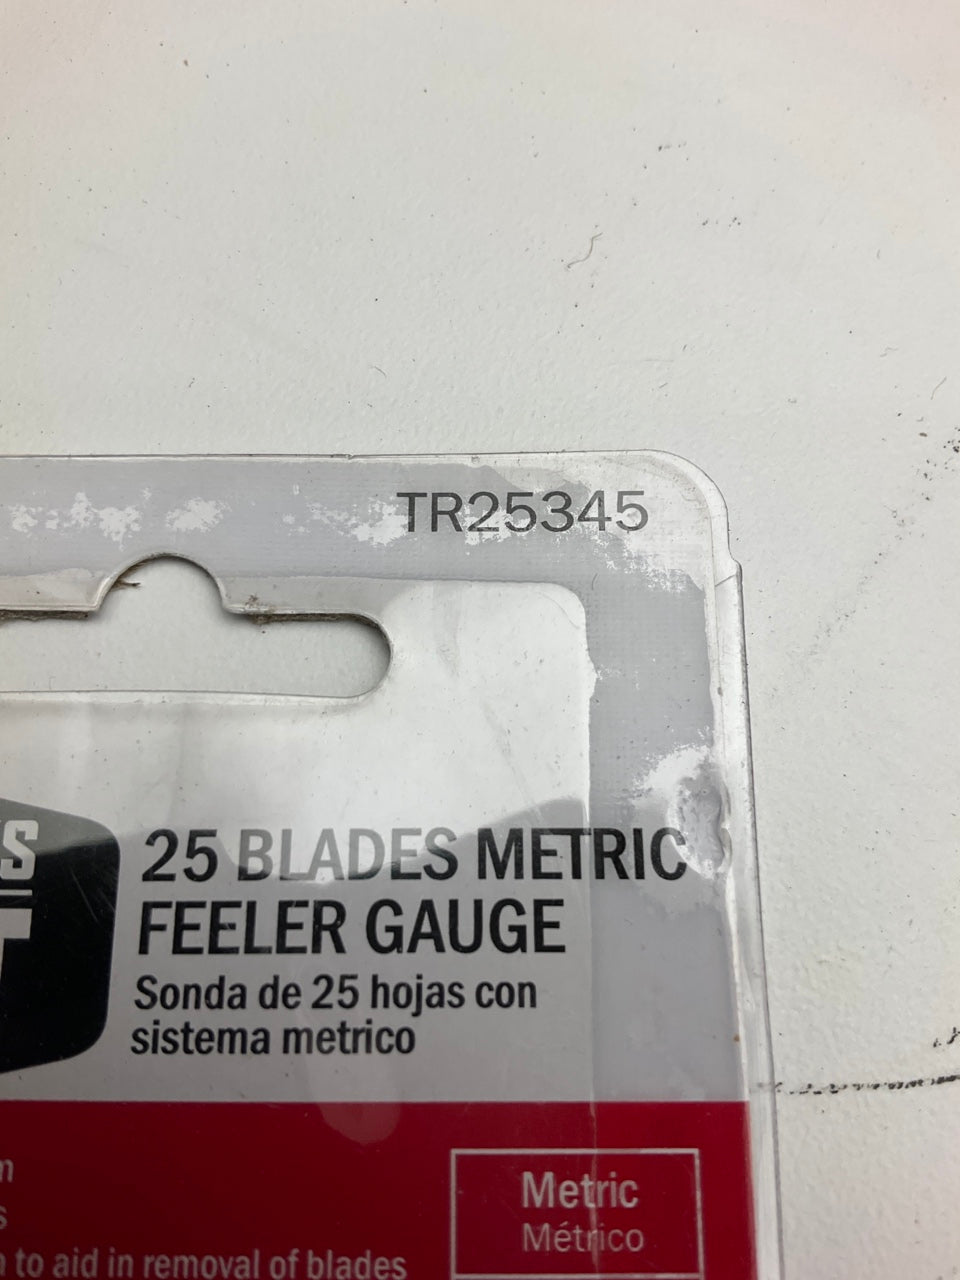 TR25345
25 BLADES METRIC
FEELER GAUGE
Sonda de 25 hojas con
sistema metrico
Metric
Métrico
to aid in removal of blades